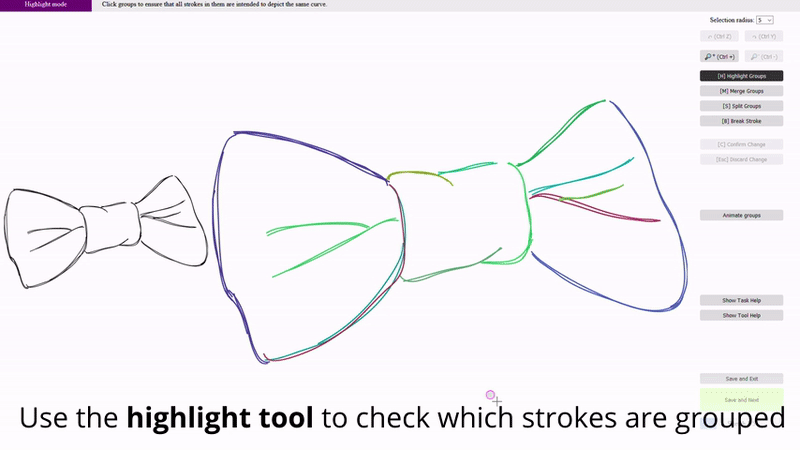 Highlight mode
Click groups to ensure that all strokes in them are intended to depict the same curve.
Selection radius: 5
(Ctrl Z) (Ctrl Y)
(Ctrl +) (Ctrl -)
[H] Highlight Groups
[M] Merge Groups
[S] Split Groups
[B] Break Stroke
[C] Confirm Change
[Esc] Discard Change
Animate groups
Show Task Help
Show Tool Help
Save and Exit
Save and Next
Use the highlight tool to check which strokes are grouped